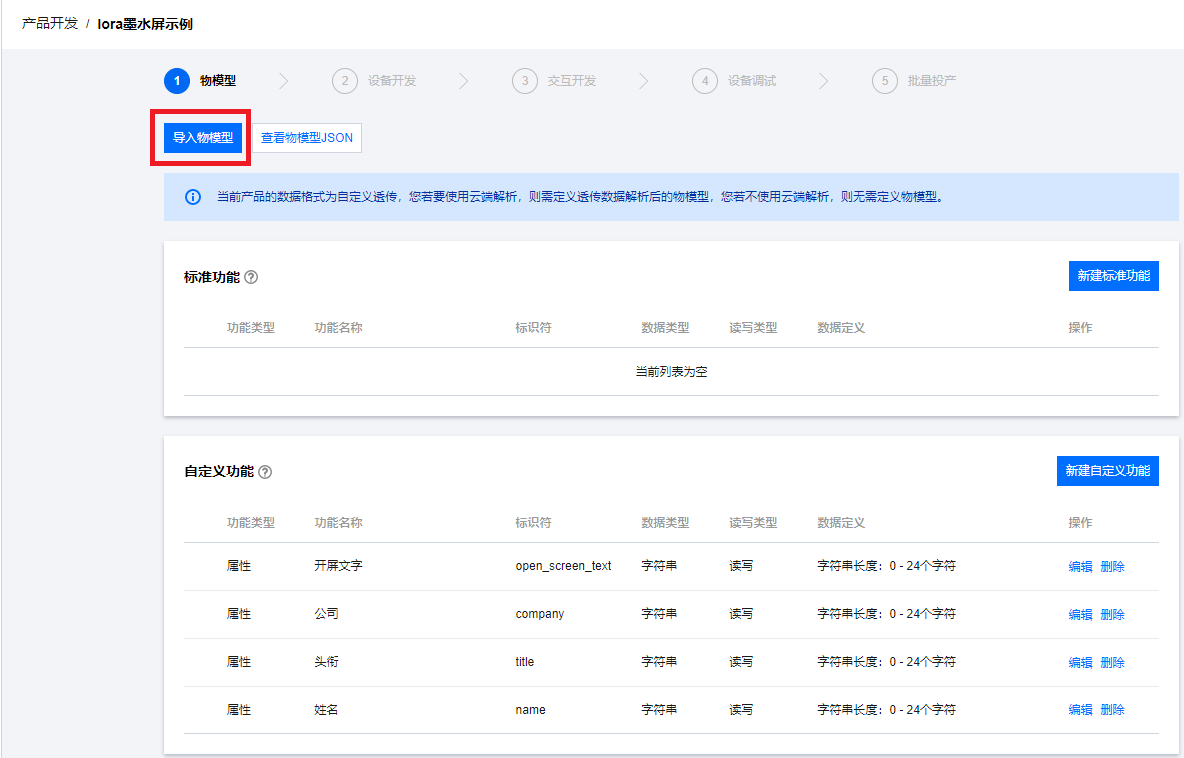 产品开发 / lora墨水屏示例
1 物模型 2 设备开发 3 交互开发 4 设备调试 5 批量投产
导入物模型 查看物模型JSON
当前产品的数据格式为自定义透传，您若要使用云端解析，则需定义透传数据解析后的物模型，您若不使用云端解析，则无需定义物模型。
标准功能 ? 新建标准功能
功能类型 功能名称 标识符 数据类型 读写类型 数据定义 操作
当前列表为空
自定义功能 ? 新建自定义功能
功能类型 功能名称 标识符 数据类型 读写类型 数据定义 操作
属性 开屏文字 open_screen_text 字符串 读写 字符串长度：0 - 24个字符 编辑 删除
属性 公司 company 字符串 读写 字符串长度：0 - 24个字符 编辑 删除
属性 头衔 title 字符串 读写 字符串长度：0 - 24个字符 编辑 删除
属性 姓名 name 字符串 读写 字符串长度：0 - 24个字符 编辑 删除